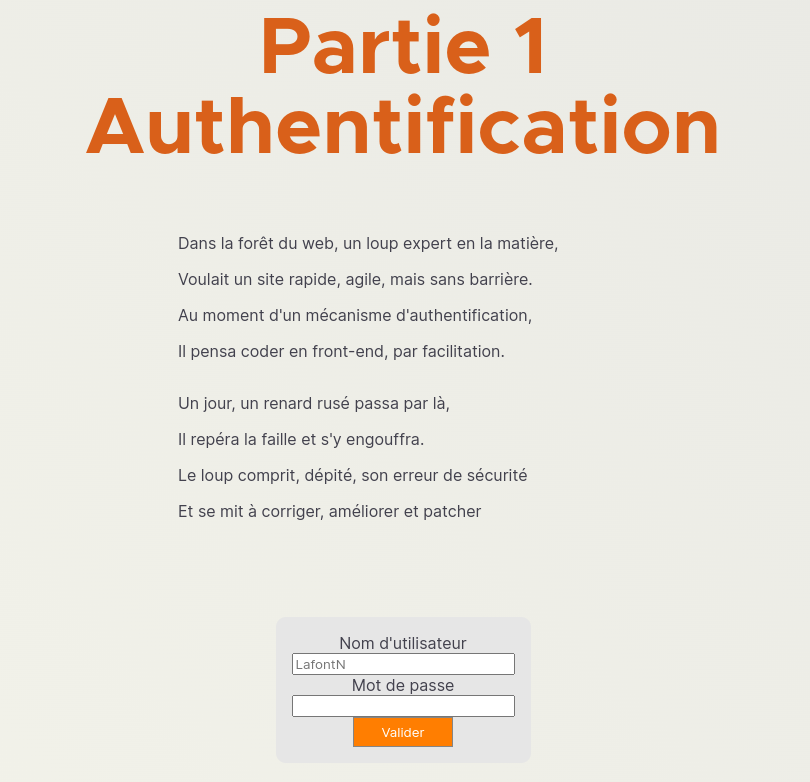 Partie 1
Authentification
Dans la forêt du web, un loup expert en la matière,
Voulait un site rapide, agile, mais sans barrière.
Au moment d'un mécanisme d'authentification,
Il pensa coder en front-end, par facilitation.
Un jour, un renard rusé passa par là,
Il repéra la faille et s'y engouffra.
Le loup comprit, dépité, son erreur de sécurité
Et se mit à corriger, améliorer et patcher
Nom d'utilisateur
LafontN
Mot de passe
Valider